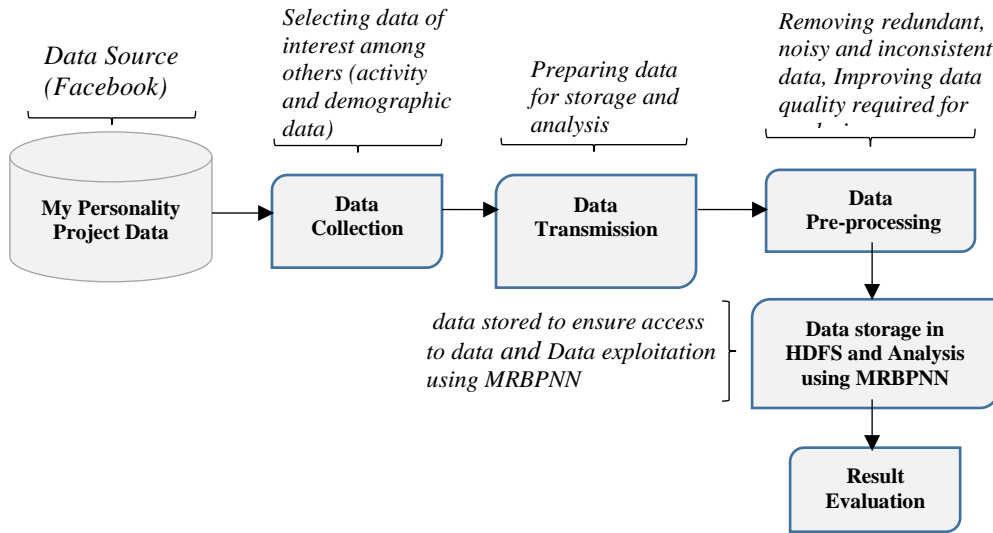 Data Source
(Facebook)
Selecting data of
interest among
others (activity
and demographic
data)
Preparing data
for storage and
analysis
Removing redundant,
noisy and inconsistent
data, Improving data
quality required for
My Personality
Project Data
Data
Collection
Data
Transmission
Data
Pre-processing
data stored to ensure access
to data and Data exploitation
using MRBPNN
Data storage in
HDFS and Analysis
using MRBPNN
Result
Evaluation